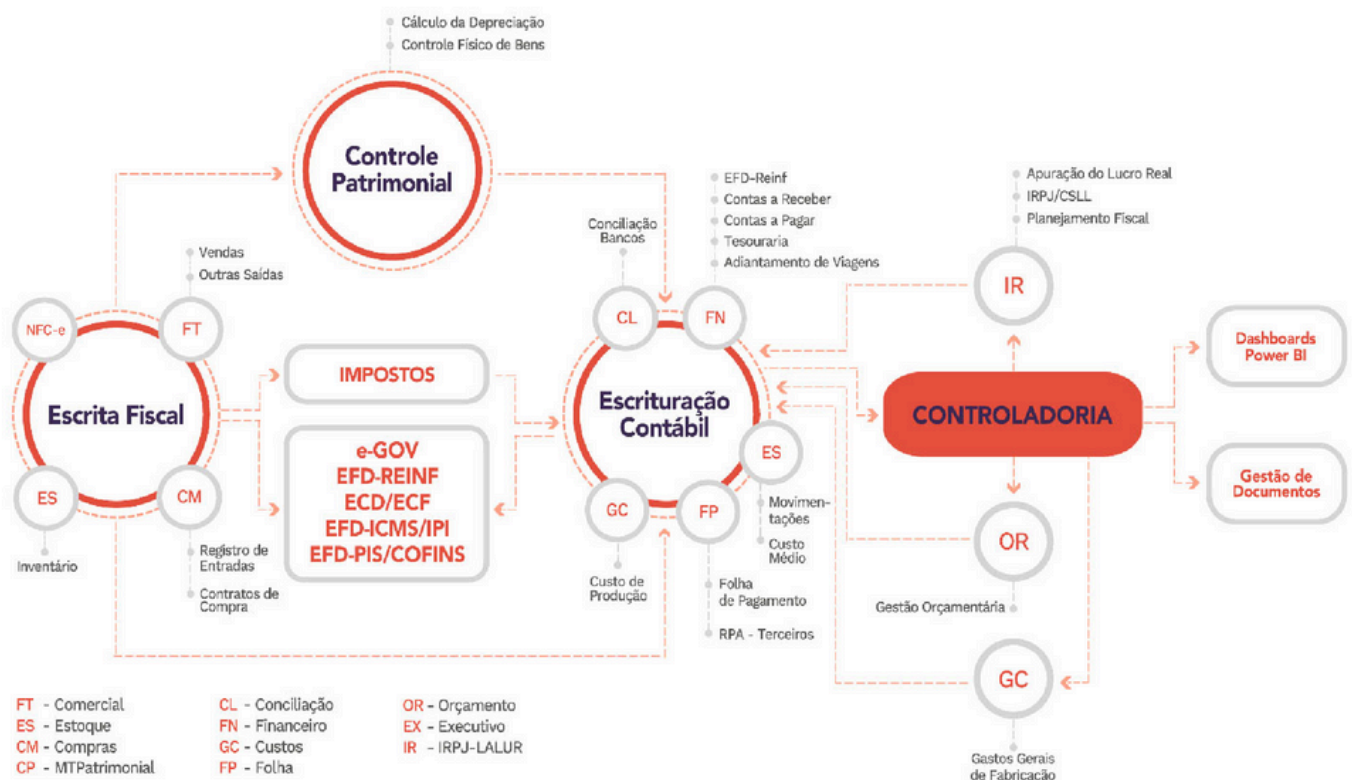 Cálculo da Depreciação
Controle Físico de Bens
Controle
Patrimonial
Vendas
Outras Saídas
NFC-e
FT
Escrita Fiscal
ES
CM
Inventário
Registro de
Entradas
Contratos de
Compra
IMPOSTOS
e-GOV
EFD-REINF
ECD/ECF
EFD-ICMS/IPI
EFD-PIS/COFINS
Conciliação
Bancos
EFD-Reinf
Contas a Receber
Contas a Pagar
Tesouraria
Adiantamento de Viagens
CL
FN
Escrituração
Contábil
ES
GC
FP
Movimen-
tações
Custo
Médio
Custo de
Produção
Folha
de Pagamento
RPA - Terceiros
Apuração do Lucro Real
IRPJ/CSLL
Planejamento Fiscal
IR
CONTROLADORIA
Dashboards
Power BI
Gestão de
Documentos
OR
Gestão Orçamentária
GC
Gastos Gerais
de Fabricação
FT - Comercial
ES - Estoque
CM - Compras
CP - MTPatrimonial
CL - Conciliação
FN - Financeiro
GC - Custos
FP - Folha
OR - Orçamento
EX - Executivo
IR - IRPJ-LALUR